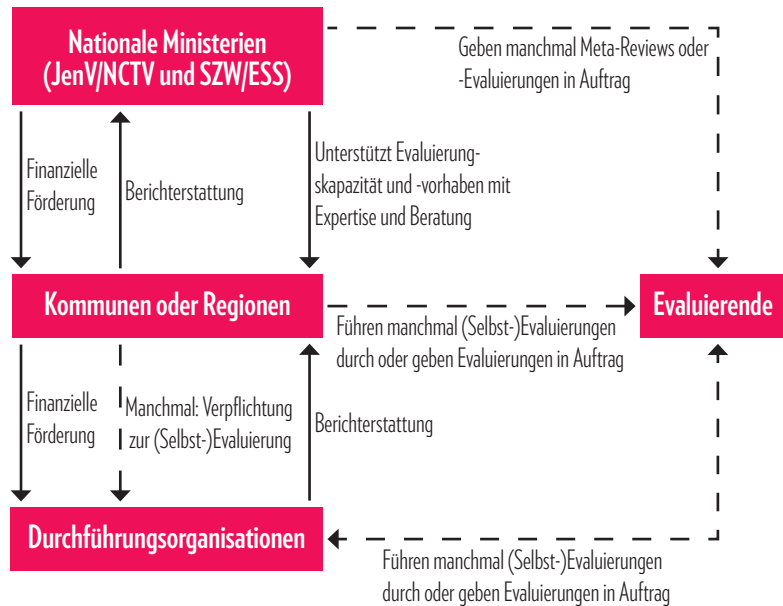 Nationale Ministerien
(JenV/NCTV und SZW/ESS)
Geben manchmal Meta-Reviews oder
-Evaluierungen in Auftrag
Finanzielle
Förderung
Berichterstattung
Unterstützt Evaluierung-
skapazität und -vorhaben mit
Expertise und Beratung
Kommunen oder Regionen
Evaluierende
Führen manchmal (Selbst-)Evaluierungen
durch oder geben Evaluierungen in Auftrag
Finanzielle
Förderung
Manchmal: Verpflichtung
zur (Selbst-)Evaluierung
Berichterstattung
Durchführungsorganisationen
Führen manchmal (Selbst-)Evaluierungen
durch oder geben Evaluierungen in Auftrag